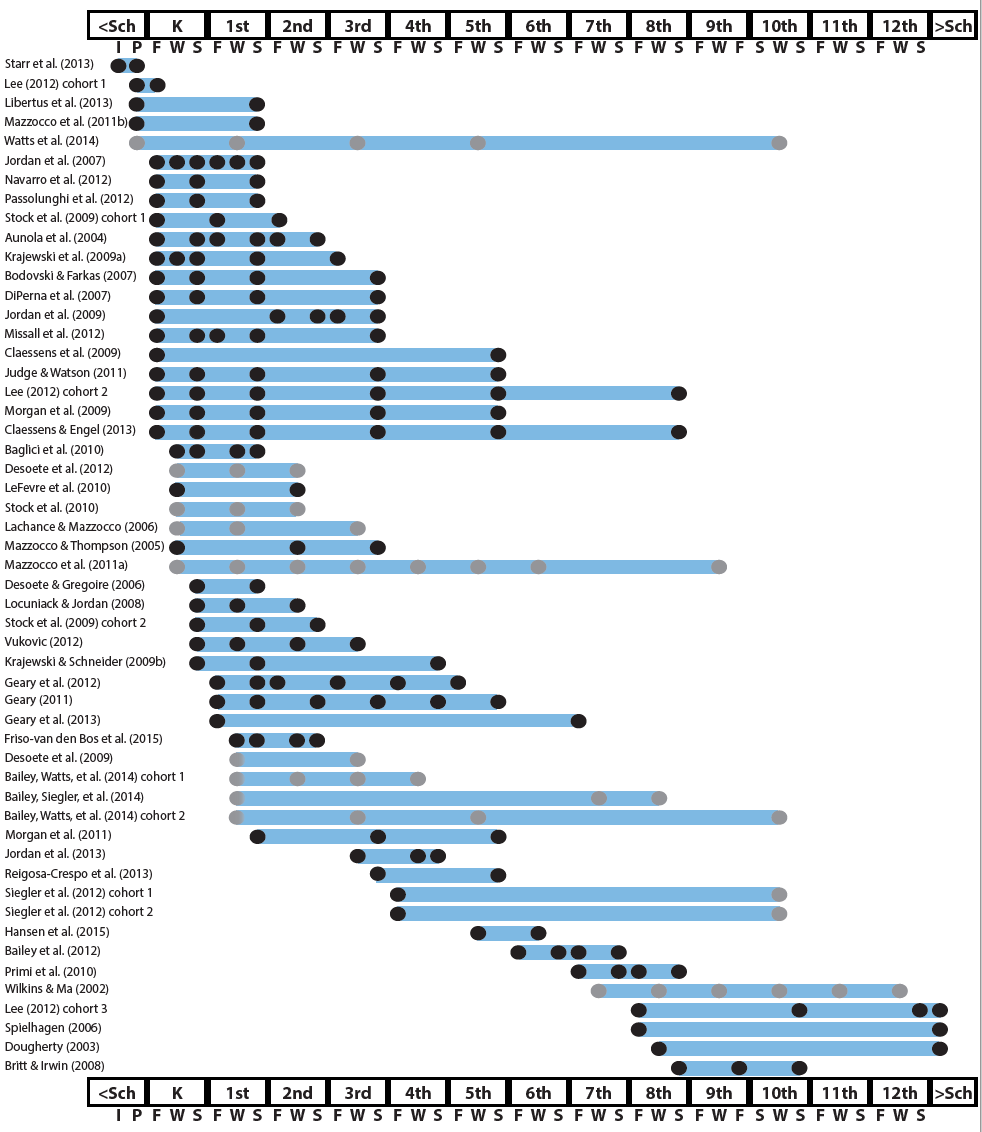 <Sch K 1st 2nd 3rd 4th 5th 6th 7th 8th 9th 10th 11th 12th >Sch
I P F W S F W S F W S F W S F W S F W S F W S F W S F W S F W F S W S F W S F W S
Starr et al. (2013)
Lee (2012) cohort 1
Libertus et al. (2013)
Mazzocco et al. (2011b)
Watts et al. (2014)
Jordan et al. (2007)
Navarro et al. (2012)
Passolunghi et al. (2012)
Stock et al. (2009) cohort 1
Aunola et al. (2004)
Krajewski et al. (2009a)
Bodovski & Farkas (2007)
DiPerna et al. (2007)
Jordan et al. (2009)
Missall et al. (2012)
Claessens et al. (2009)
Judge & Watson (2011)
Lee (2012) cohort 2
Morgan et al. (2009)
Claessens & Engel (2013)
Baglici et al. (2010)
Desoete et al. (2012)
LeFevre et al. (2010)
Stock et al. (2010)
Lachance & Mazzocco (2006)
Mazzocco & Thompson (2005)
Mazzocco et al. (2011a)
Desoete & Gregoire (2006)
Locuniack & Jordan (2008)
Stock et al. (2009) cohort 2
Vukovic (2012)
Krajewski & Schneider (2009b)
Geary et al. (2012)
Geary (2011)
Geary et al. (2013)
Friso-van den Bos et al. (2015)
Desoete et al. (2009)
Bailey, Watts, et al. (2014) cohort 1
Bailey, Siegler, et al. (2014)
Bailey, Watts, et al. (2014) cohort 2
Morgan et al. (2011)
Jordan et al. (2013)
Reigosa-Crespo et al. (2013)
Siegler et al. (2012) cohort 1
Siegler et al. (2012) cohort 2
Hansen et al. (2015)
Bailey et al. (2012)
Primi et al. (2010)
Wilkins & Ma (2002)
Lee (2012) cohort 3
Spielhagen (2006)
Dougherty (2003)
Britt & Irwin (2008)
<Sch K 1st 2nd 3rd 4th 5th 6th 7th 8th 9th 10th 11th 12th >Sch
I P F W S F W S F W S F W S F W S F W S F W S F W S F W S F W F S W S F W S F W S